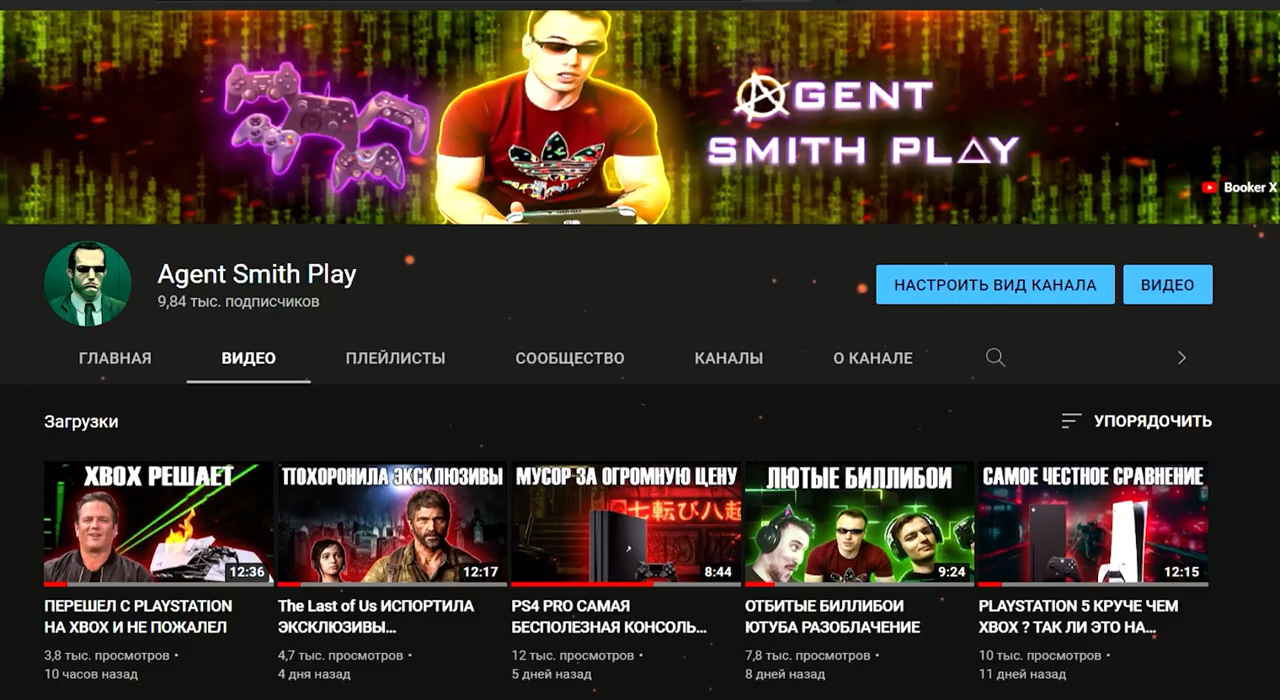 AGENT
SMITH PLAY
Booker X
Agent Smith Play
9,84 тыс. подписчиков
НАСТРОИТЬ ВИД КАНАЛА
ВИДЕО
ГЛАВНАЯ
ВИДЕО
ПЛЕЙЛИСТЫ
СООБЩЕСТВО
КАНАЛЫ
О КАНАЛЕ
Загрузки
УПОРЯДОЧИТЬ
XBOX РЕШАЕТ
12:36
ПЕРЕШЕЛ С PLAYSTATION
НА XBOX И НЕ ПОЖАЛЕЛ
3,8 тыс. просмотров •
10 часов назад
ПОХОРОНИЛА ЭКСКЛЮЗИВЫ
12:17
The Last of Us ИСПОРТИЛА
ЭКСКЛЮЗИВЫ...
4,7 тыс. просмотров •
4 дня назад
МУСОР ЗА ОГРОМНУЮ ЦЕНУ
七転び八起
8:44
PS4 PRO САМАЯ
БЕСПОЛЕЗНАЯ КОНСОЛЬ...
12 тыс. просмотров •
5 дней назад
ЛЮТЫЕ БИЛЛИБОИ
9:24
ОТБИТЫЕ БИЛЛИБОИ
ЮТУБА РАЗОБЛАЧЕНИЕ
7,8 тыс. просмотров •
8 дней назад
САМОЕ ЧЕСТНОЕ СРАВНЕНИЕ
12:15
PLAYSTATION 5 КРУЧЕ ЧЕМ
XBOX ? ТАК ЛИ ЭТО НА...
10 тыс. просмотров •
11 дней назад